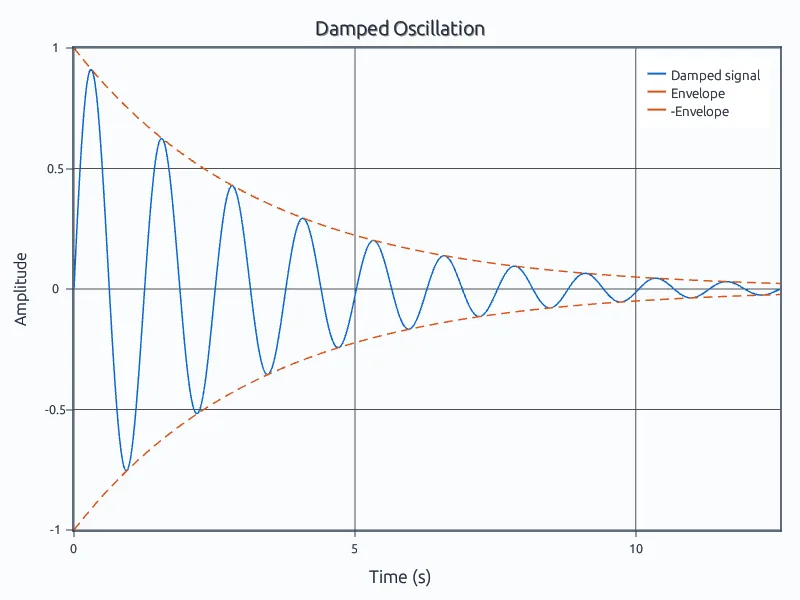 Damped Oscillation
Damped signal
Envelope
-Envelope
Amplitude
1
0.5
0
-0.5
-1
0
5
10
Time (s)